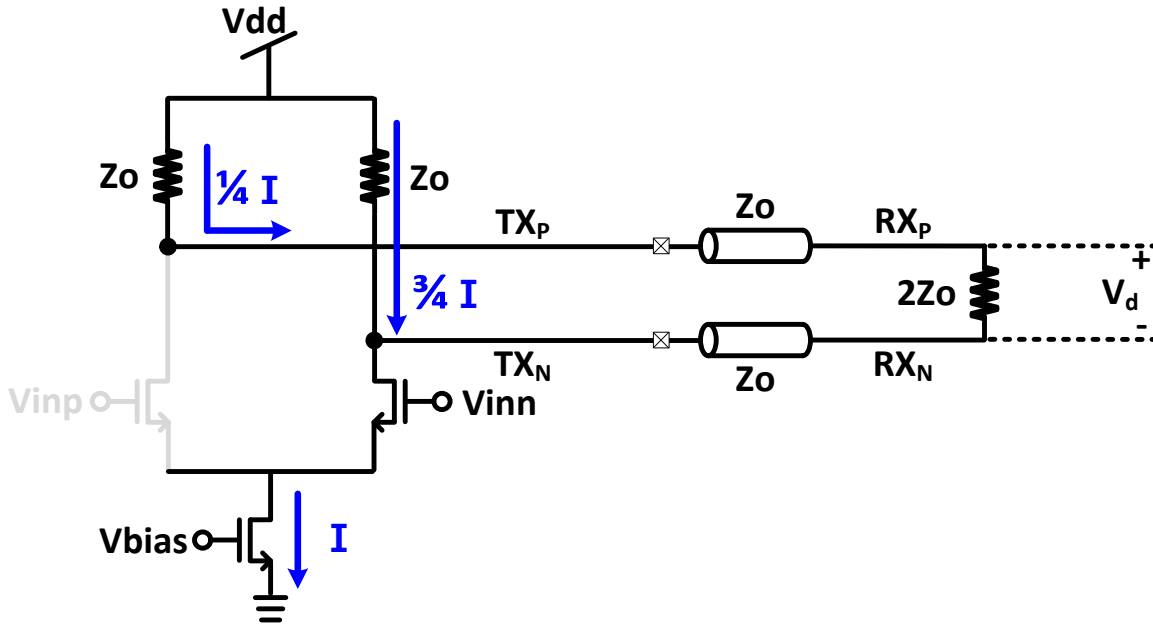 Vdd
Zo
¼ I
Zo
TXP
Zo
RXP
+
¾ I
2Zo
Vd
-
TXN
Zo
RXN
Vinp
Vinn
Vbias
I